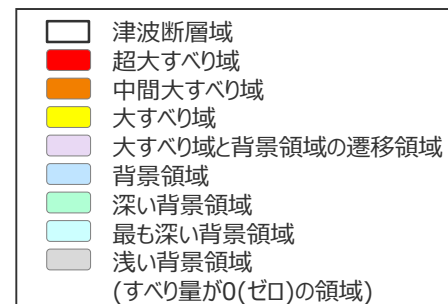 津波断層域
超大すべり域
中間大すべり域
大すべり域
大すべり域と背景領域の遷移領域
背景領域
深い背景領域
最も深い背景領域
浅い背景領域
(すべり量が0(ゼロ)の領域)